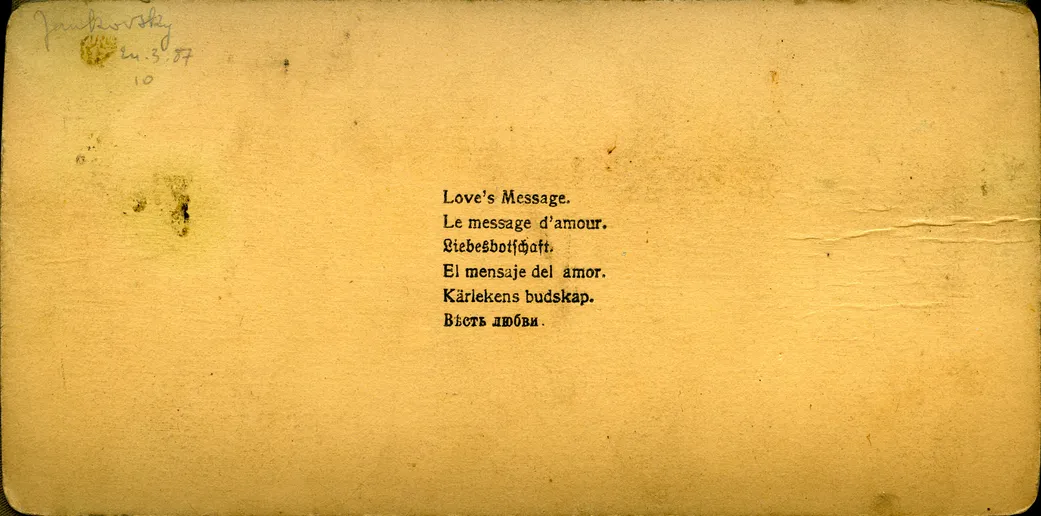 Jankovsky
24.3.87
10
Love's Message.
Le message d'amour.
Liebesbotschaft.
El mensaje del amor.
Kärlekens budskap.
Вѣсть любви.